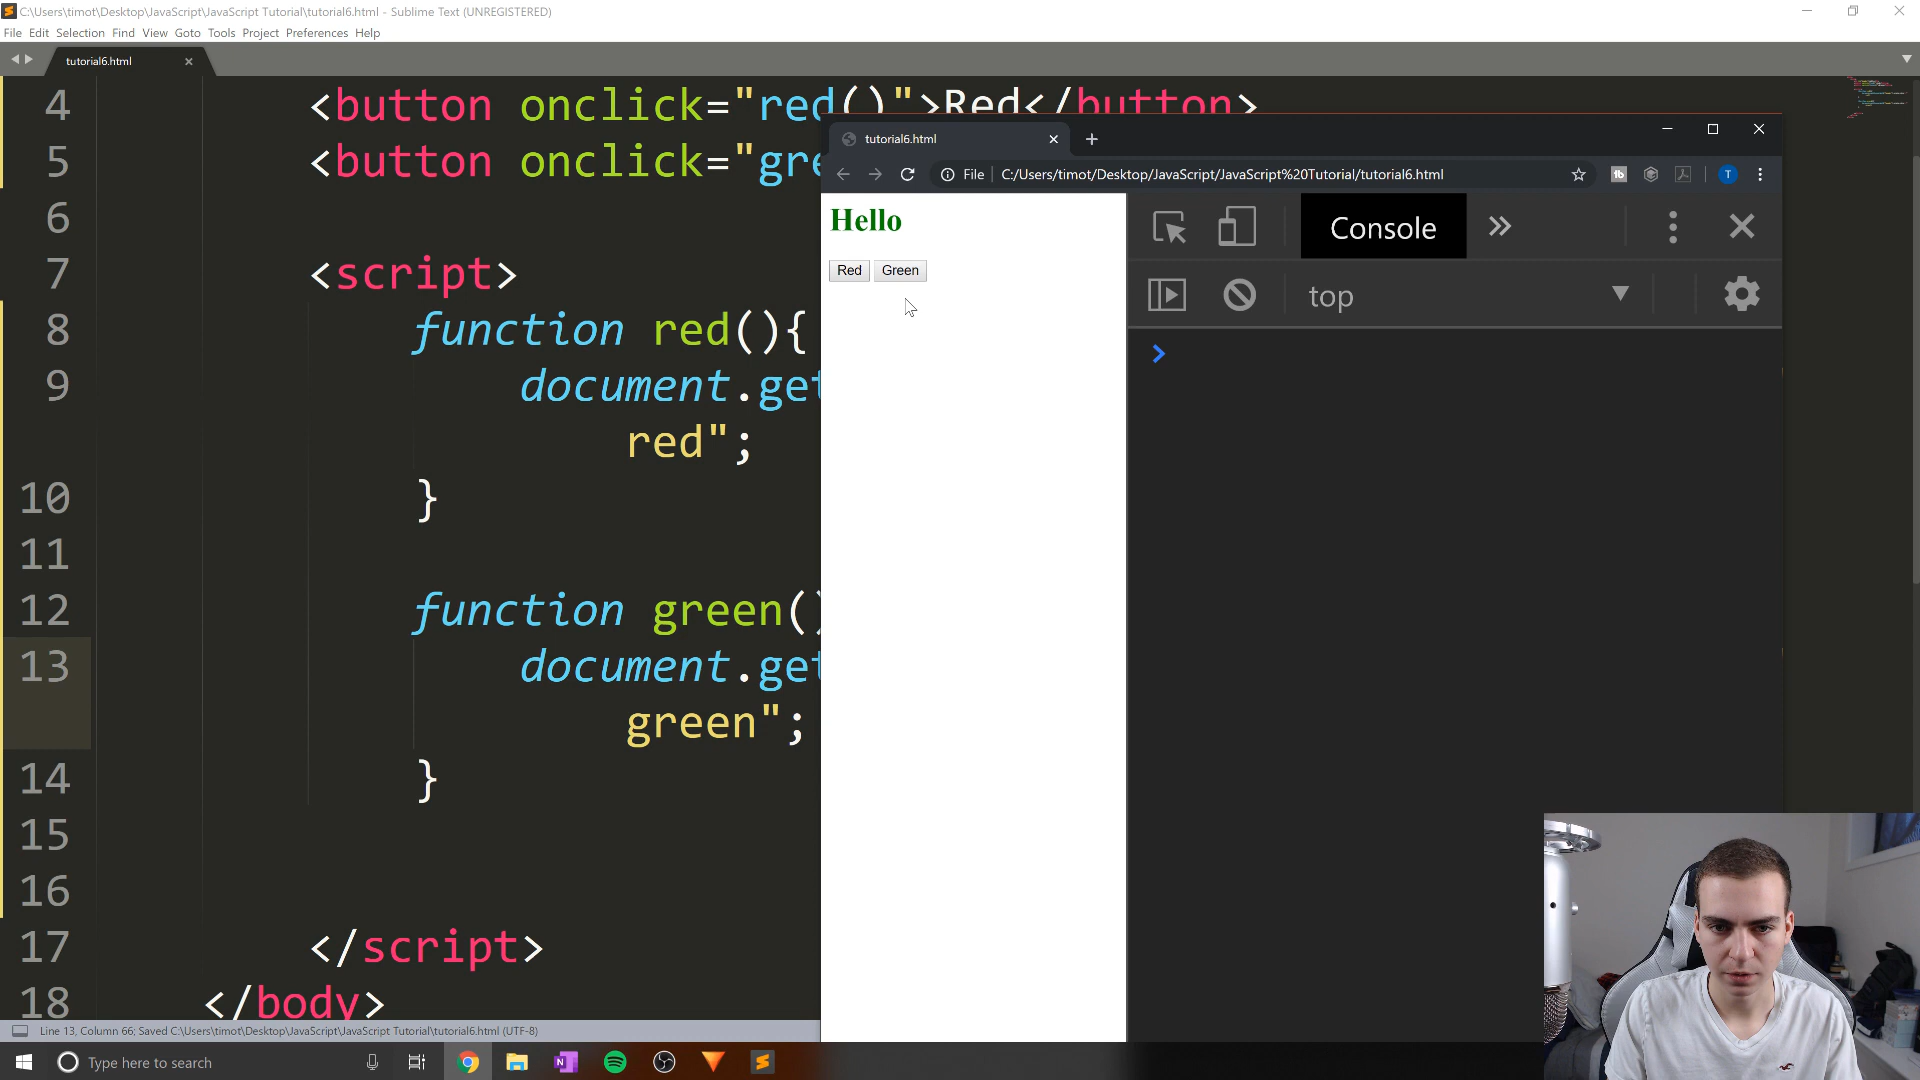 C:\Users\timot\Desktop\JavaScript\JavaScript Tutorial\tutorial6.html - Sublime Text (UNREGISTERED)
File Edit Selection Find View Goto Tools Project Preferences Help
tutorial6.html
4 <button onclick="red()">Red</button>
5 <button onclick="gre
6
7 <script>
8 function red(){
9 document.get
red";
10 }
11
12 function green()
13 document.get
green";
14 }
15
16
17 </script>
18 </body>
Line 13, Column 66; Saved C:\Users\timot\Desktop\JavaScript\JavaScript Tutorial\tutorial6.html (UTF-8)
tutorial6.html
File C:/Users/timot/Desktop/JavaScript/JavaScript%20Tutorial/tutorial6.html
T
Hello
Red Green
Console
top
Type here to search